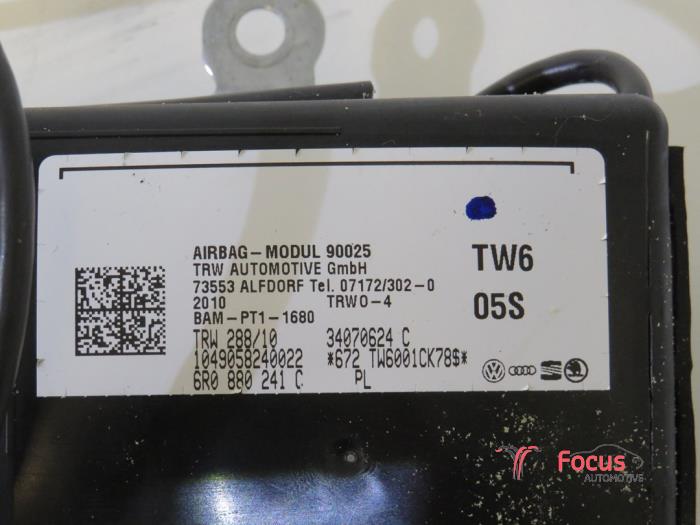 AIRBAG-MODUL 90025
TRW AUTOMOTIVE GmbH
73553 ALFDORF Tel. 07172/302-0
2010 TRWO-4
BAM-PT1-1680
TRW 288/10 34070624 C
1049058240022 *672 TW6001CK78$*
6R0 880 241 C PL
TW6
05S
Focus
AUTOMOTIVE